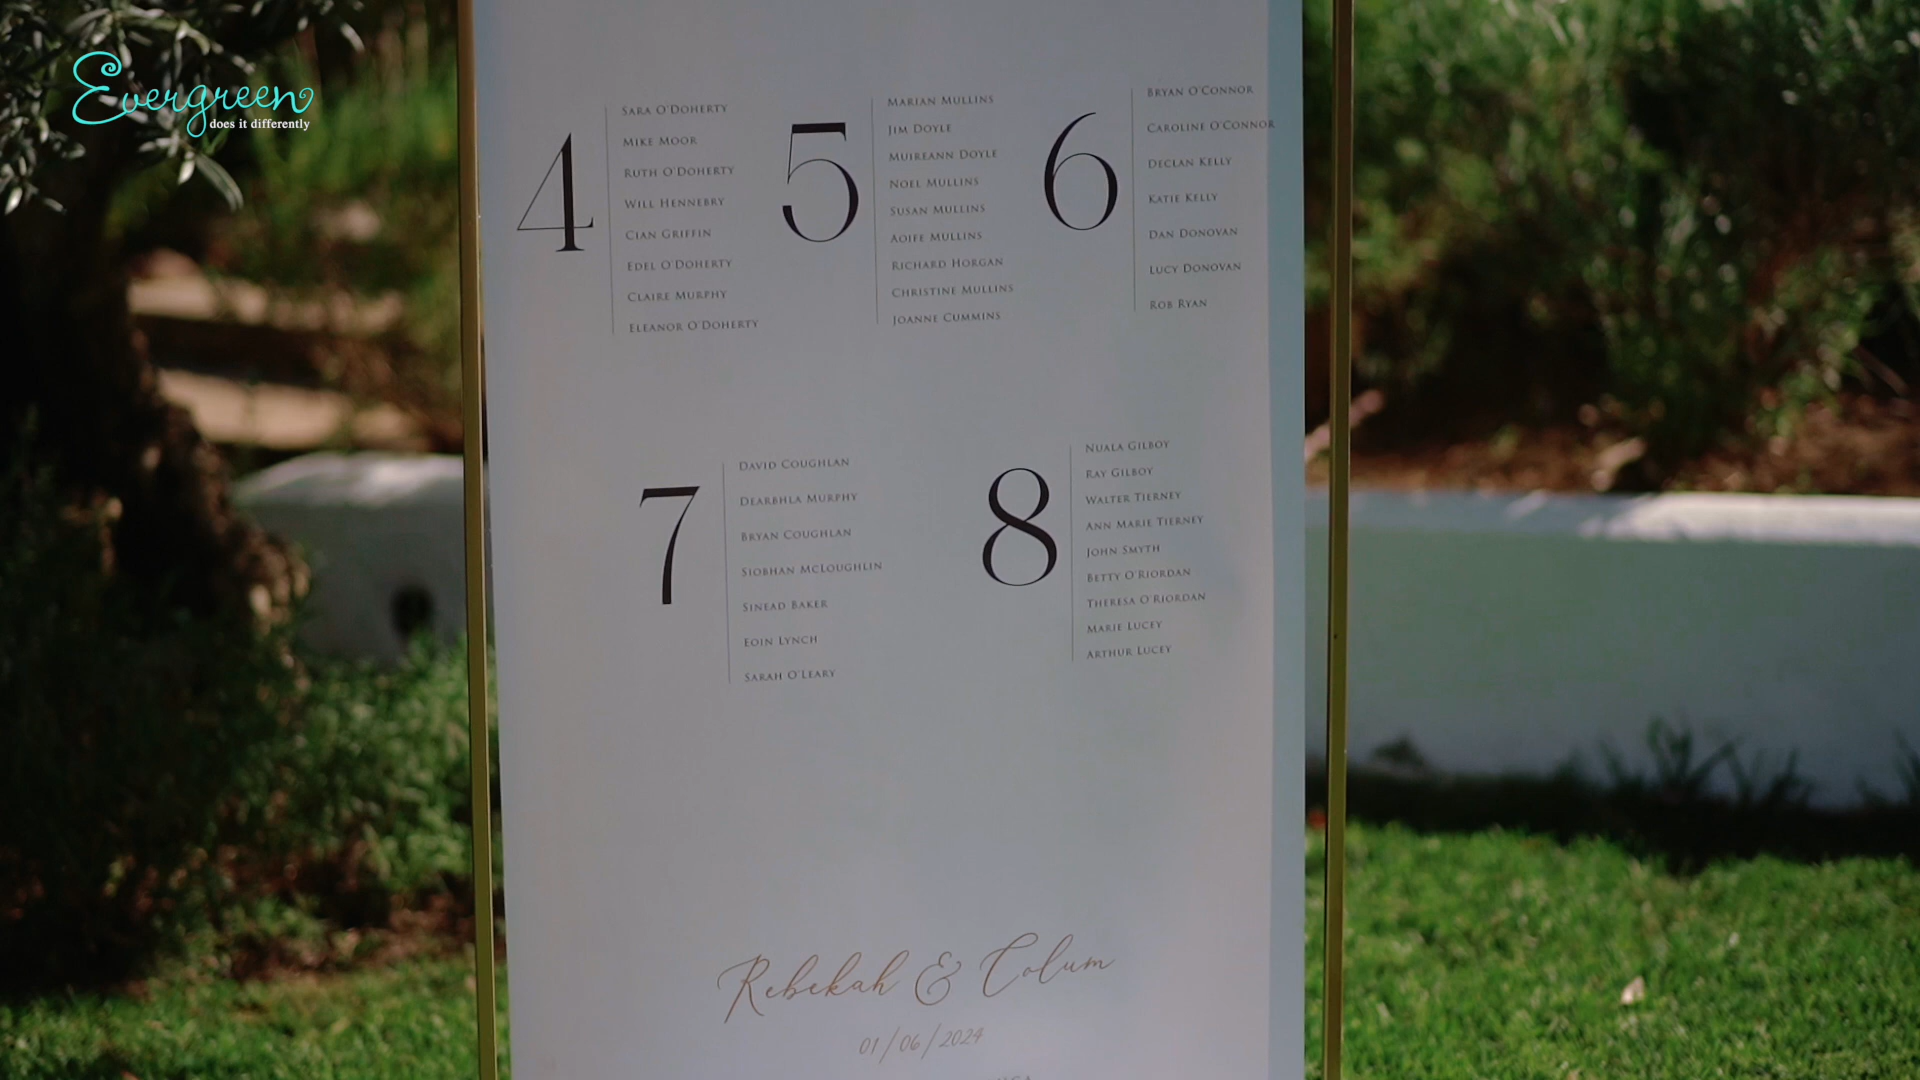 Evergreen
does it differently
4
SARA O'DOHERTY
MIKE MOOR
RUTH O'DOHERTY
WILL HENNEBRY
CIAN GRIFFIN
EDEL O'DOHERTY
CLAIRE MURPHY
ELEANOR O'DOHERTY
5
MARIAN MULLINS
JIM DOYLE
MUIREANN DOYLE
NOEL MULLINS
SUSAN MULLINS
AOIFE MULLINS
RICHARD HORGAN
CHRISTINE MULLINS
JOANNE CUMMINS
6
BRYAN O'CONNOR
CAROLINE O'CONNOR
DECLAN KELLY
KATIE KELLY
DAN DONOVAN
LUCY DONOVAN
ROB RYAN
7
DAVID COUGHLAN
DEARBHLA MURPHY
BRYAN COUGHLAN
SIOBHAN MCLOUGHLIN
SINEAD BAKER
EOIN LYNCH
SARAH O'LEARY
8
NUALA GILBOY
RAY GILBOY
WALTER TIERNEY
ANN MARIE TIERNEY
JOHN SMYTH
BETTY O'RIORDAN
THERESA O'RIORDAN
MARIE LUCEY
ARTHUR LUCEY
Rebekah & Colum
01/06/2024